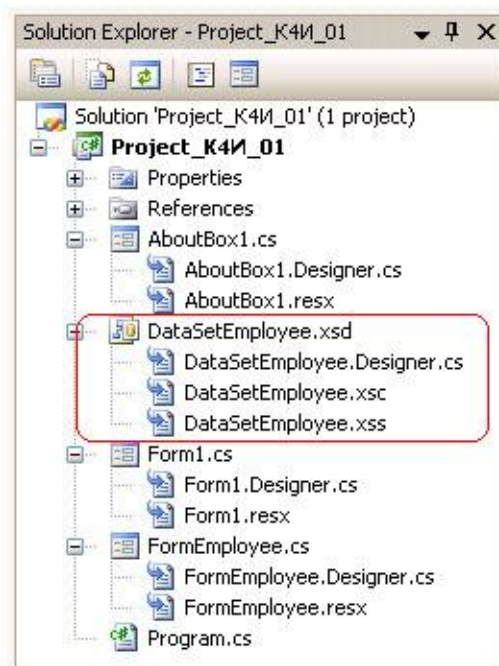 Solution Explorer - Project_К4И_01
Solution 'Project_К4И_01' (1 project)
Project_К4И_01
Properties
References
AboutBox1.cs
AboutBox1.Designer.cs
AboutBox1.resx
DataSetEmployee.xsd
DataSetEmployee.Designer.cs
DataSetEmployee.xsc
DataSetEmployee.xss
Form1.cs
Form1.Designer.cs
Form1.resx
FormEmployee.cs
FormEmployee.Designer.cs
FormEmployee.resx
Program.cs